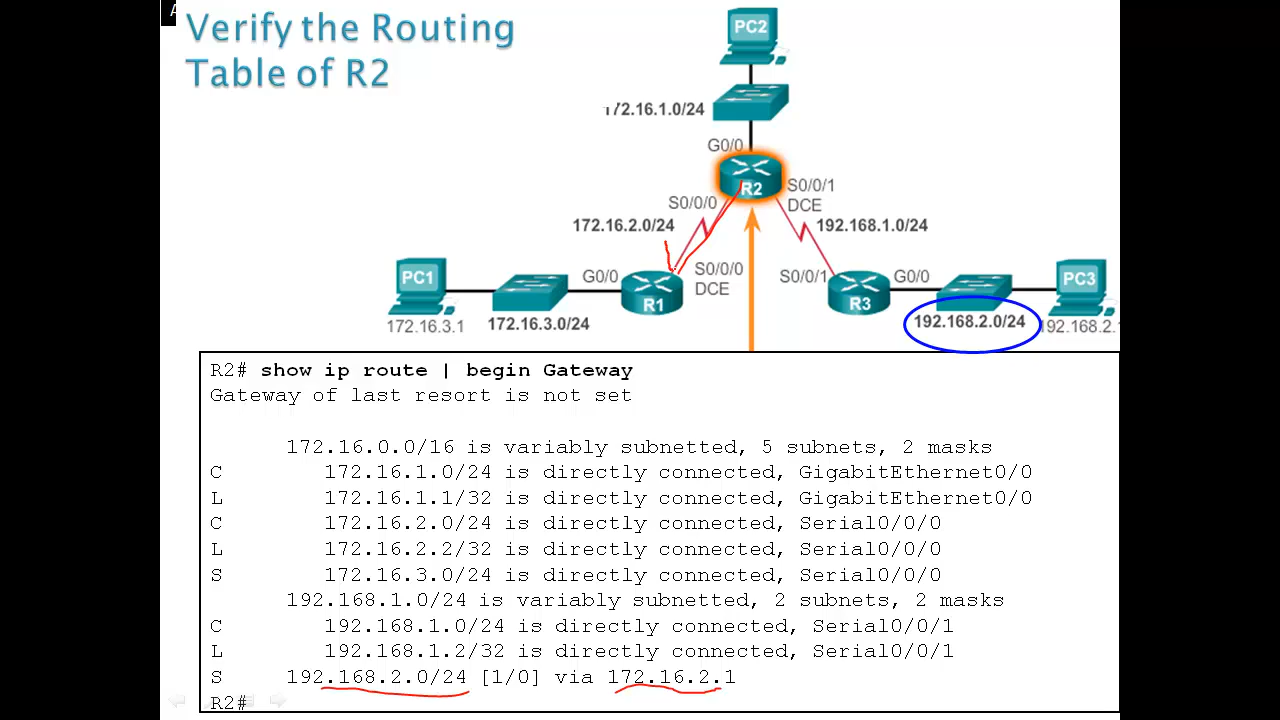 Verify the Routing
Table of R2
PC2
172.16.1.0/24
G0/0
R2
S0/0/1
DCE
S0/0/0
172.16.2.0/24
192.168.1.0/24
PC1
G0/0
S0/0/0
DCE
R1
S0/0/1
R3
G0/0
PC3
172.16.3.1
172.16.3.0/24
192.168.2.0/24
R2# show ip route | begin Gateway
Gateway of last resort is not set
172.16.0.0/16 is variably subnetted, 5 subnets, 2 masks
C 172.16.1.0/24 is directly connected, GigabitEthernet0/0
L 172.16.1.1/32 is directly connected, GigabitEthernet0/0
C 172.16.2.0/24 is directly connected, Serial0/0/0
L 172.16.2.2/32 is directly connected, Serial0/0/0
S 172.16.3.0/24 is directly connected, Serial0/0/0
192.168.1.0/24 is variably subnetted, 2 subnets, 2 masks
C 192.168.1.0/24 is directly connected, Serial0/0/1
L 192.168.1.2/32 is directly connected, Serial0/0/1
S 192.168.2.0/24 [1/0] via 172.16.2.1
R2#